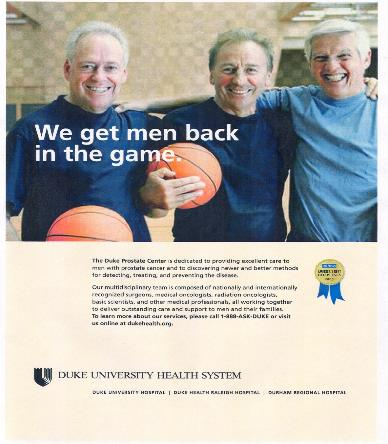 We get men back
in the game.
The Duke Prostate Center is dedicated to providing excellent care to
men with prostate cancer and to discovering newer and better methods
for detecting, treating, and preventing the disease.
Our multidisciplinary team is composed of nationally and internationally
recognized surgeons, medical oncologists, radiation oncologists,
basic scientists, and other medical professionals, all working together
to deliver outstanding care and support to men and their families.
To learn more about our services, please call 1-888-ASK-DUKE or visit
us online at dukehealth.org.
DUKE UNIVERSITY HEALTH SYSTEM
DUKE UNIVERSITY HOSPITAL | DUKE HEALTH RALEIGH HOSPITAL | DURHAM REGIONAL HOSPITAL